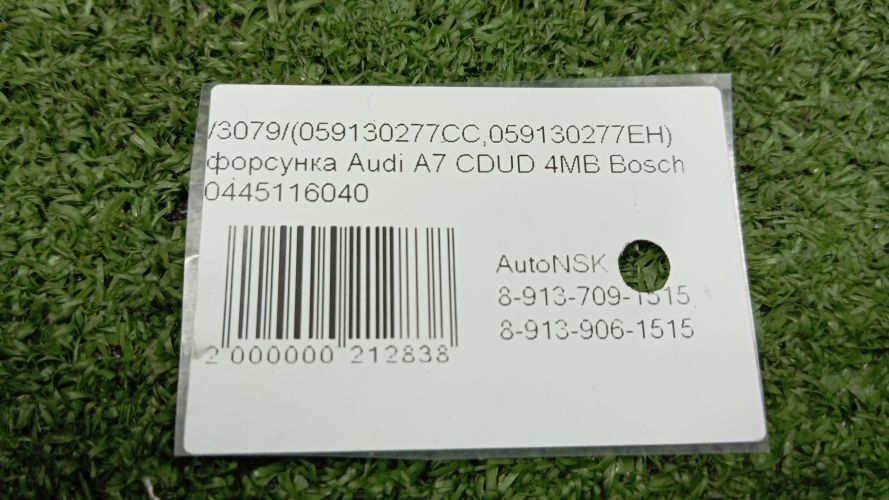 /3079/(059130277CC,059130277EH)
форсунка Audi A7 CDUD 4MB Bosch
0445116040
AutoNSK
8-913-709-1515,
8-913-906-1515
2 000000 212838